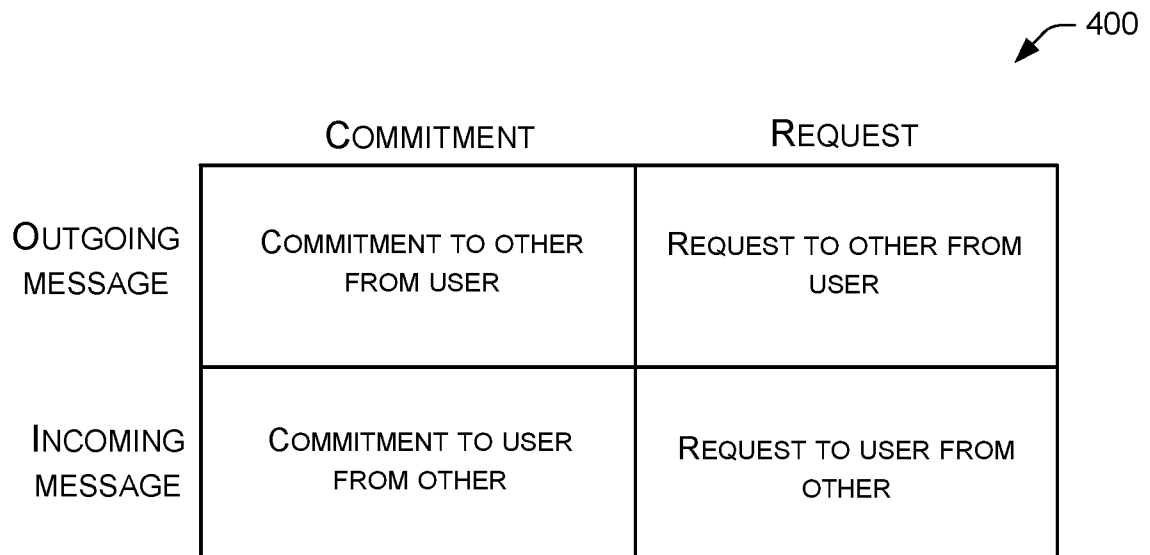 400
COMMITMENT
REQUEST
OUTGOING
MESSAGE
COMMITMENT TO OTHER
FROM USER
REQUEST TO OTHER FROM
USER
INCOMING
MESSAGE
COMMITMENT TO USER
FROM OTHER
REQUEST TO USER FROM
OTHER